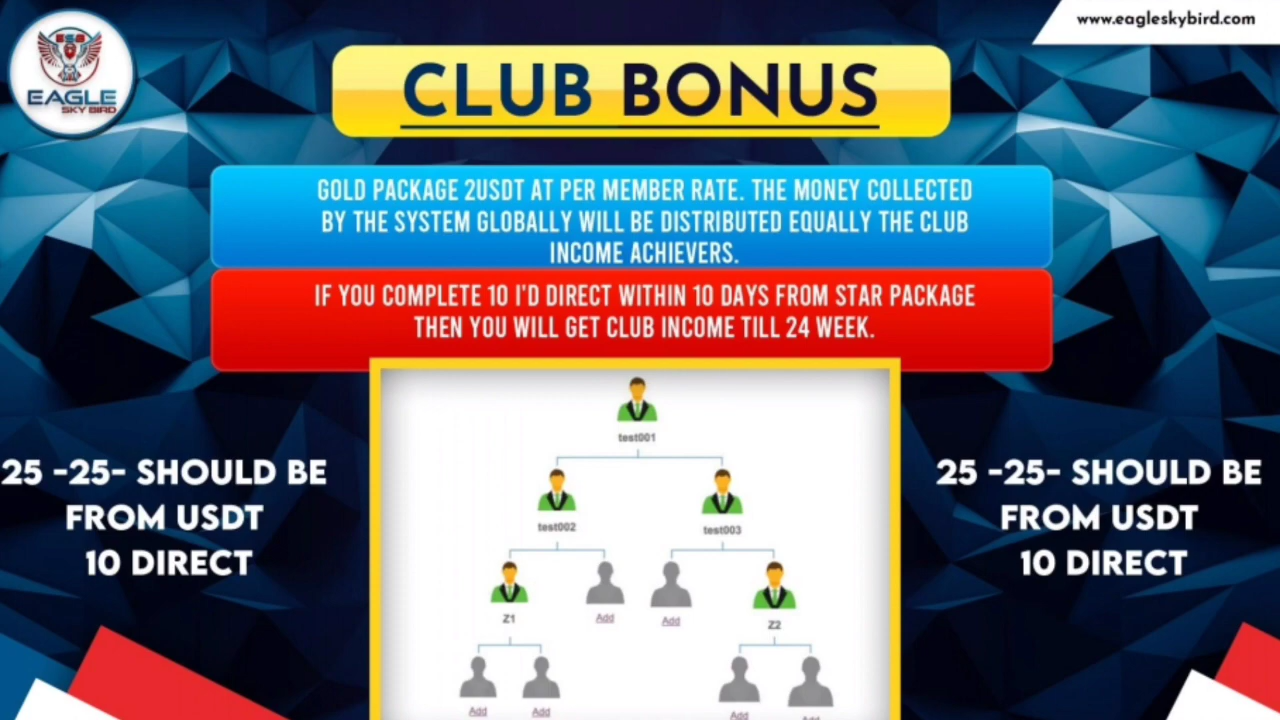 www.eagleskybird.com
EAGLE
SKY BIRD
CLUB BONUS
GOLD PACKAGE 2USDT AT PER MEMBER RATE. THE MONEY COLLECTED
BY THE SYSTEM GLOBALLY WILL BE DISTRIBUTED EQUALLY THE CLUB
INCOME ACHIEVERS.
IF YOU COMPLETE 10 I'D DIRECT WITHIN 10 DAYS FROM STAR PACKAGE
THEN YOU WILL GET CLUB INCOME TILL 24 WEEK.
25 -25- SHOULD BE
FROM USDT
10 DIRECT
test001
test002
test003
Z1
Add
Add
Z2
Add
Add
Add
Add
25 -25- SHOULD BE
FROM USDT
10 DIRECT